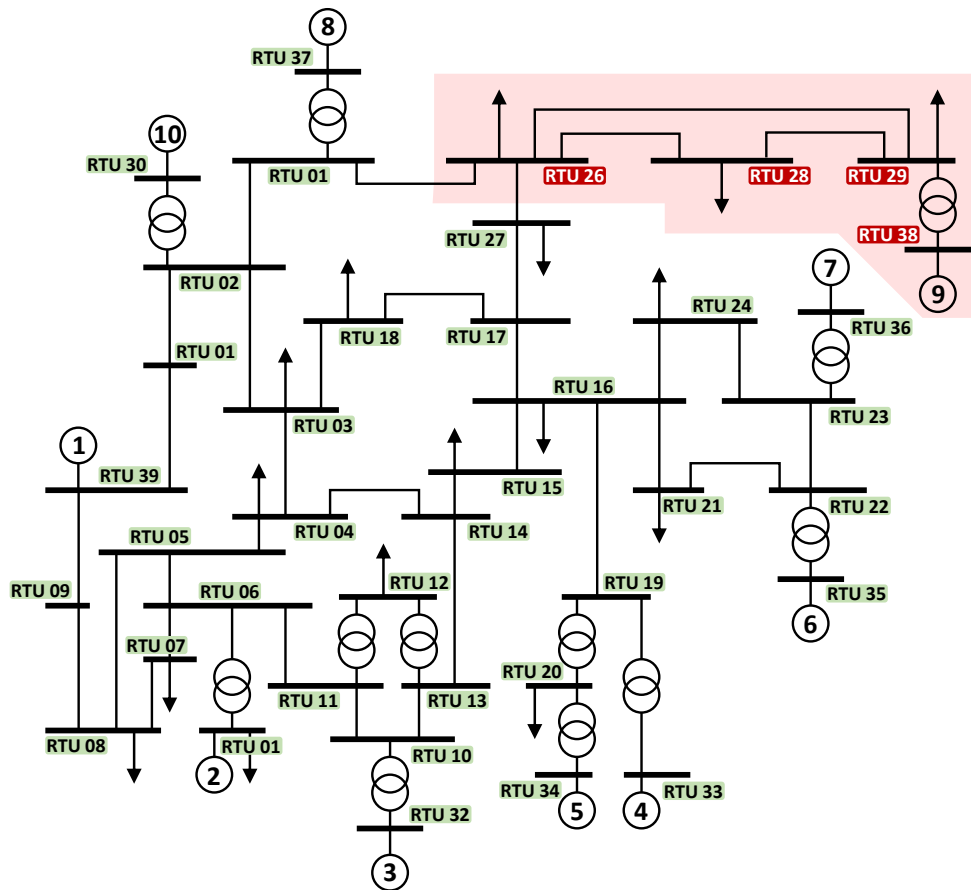 8
RTU 37
10
RTU 30
RTU 01
RTU 26
RTU 28
RTU 29
RTU 27
RTU 38
RTU 02
7
9
RTU 24
RTU 18
RTU 17
RTU 36
RTU 01
RTU 16
RTU 03
RTU 23
1
RTU 39
RTU 15
RTU 21
RTU 22
RTU 04
RTU 14
RTU 05
RTU 12
RTU 19
RTU 09
RTU 06
RTU 35
6
RTU 07
RTU 20
RTU 11
RTU 13
RTU 08
RTU 01
RTU 10
2
RTU 34
RTU 33
RTU 32
5
4
3